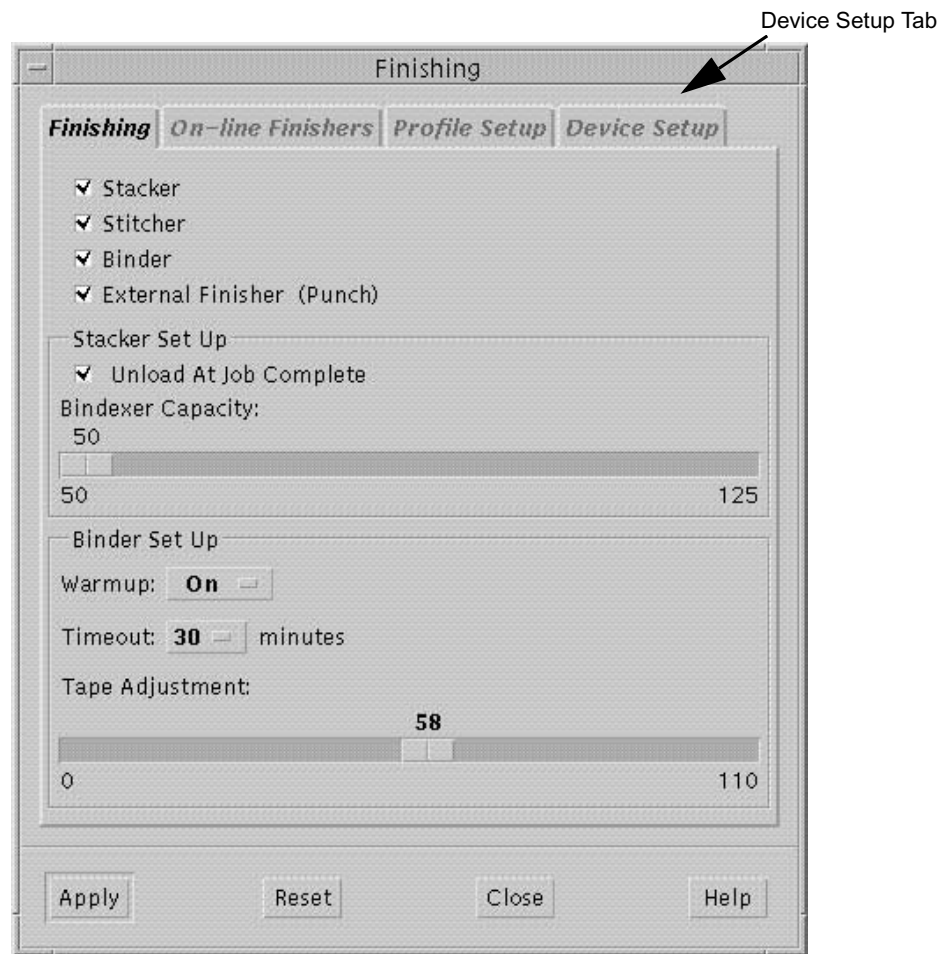 Device Setup Tab
Finishing
Finishing On-line Finishers Profile Setup Device Setup
Stacker
Stitcher
Binder
External Finisher (Punch)
Stacker Set Up
Unload At Job Complete
Bindexer Capacity:
50
50 125
Binder Set Up
Warmup: On
Timeout: 30 minutes
Tape Adjustment:
58
0 110
Apply Reset Close Help